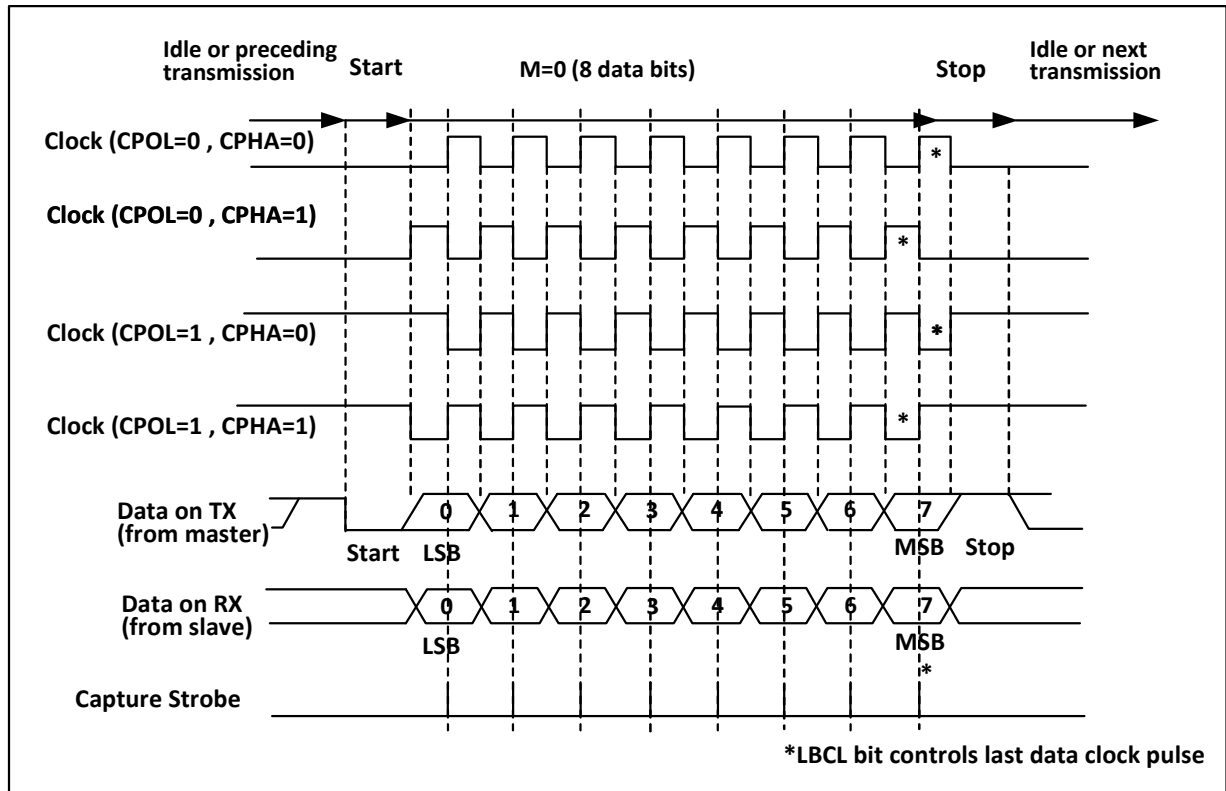 Idle or preceding
transmission
Start
M=0 (8 data bits)
Stop
Idle or next
transmission
Clock (CPOL=0 , CPHA=0)
*
Clock (CPOL=0 , CPHA=1)
*
Clock (CPOL=1 , CPHA=0)
*
Clock (CPOL=1 , CPHA=1)
*
Data on TX
(from master)
0 1 2 3 4 5 6 7
Start LSB MSB Stop
Data on RX
(from slave)
0 1 2 3 4 5 6 7
LSB MSB
*
Capture Strobe
*LBCL bit controls last data clock pulse